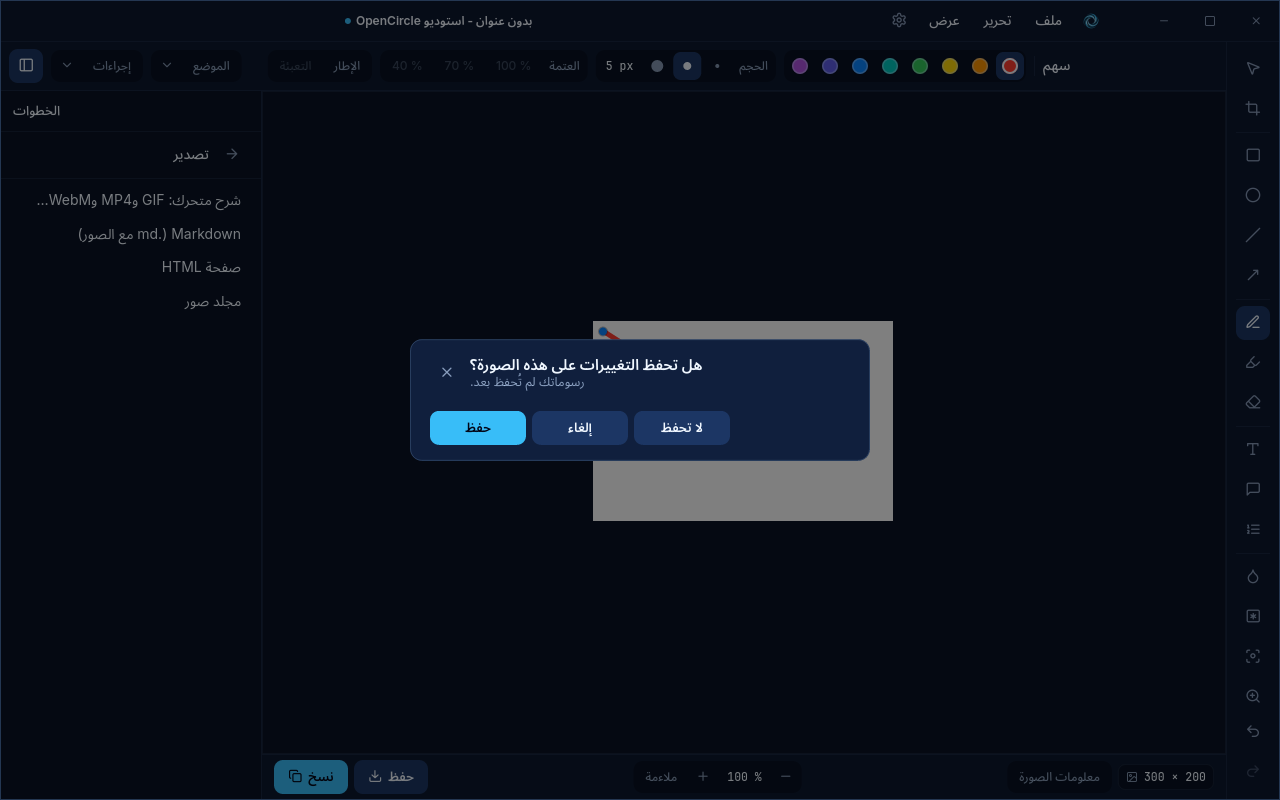 ملف
تحرير
عرض
بدون عنوان - استوديو OpenCircle
سهم
الحجم
5 px
العتمة
100 %
70 %
40 %
الإطار
التعبئة
الموضع
إجراءات
الخطوات
تصدير
شرح متحرك: GIF وMP4 وWebM...
Markdown (.md مع الصور)
صفحة HTML
مجلد صور
هل تحفظ التغييرات على هذه الصورة؟
رسوماتك لم تُحفظ بعد.
لا تحفظ
إلغاء
حفظ
300 × 200
معلومات الصورة
100 %
ملاءمة
حفظ
نسخ